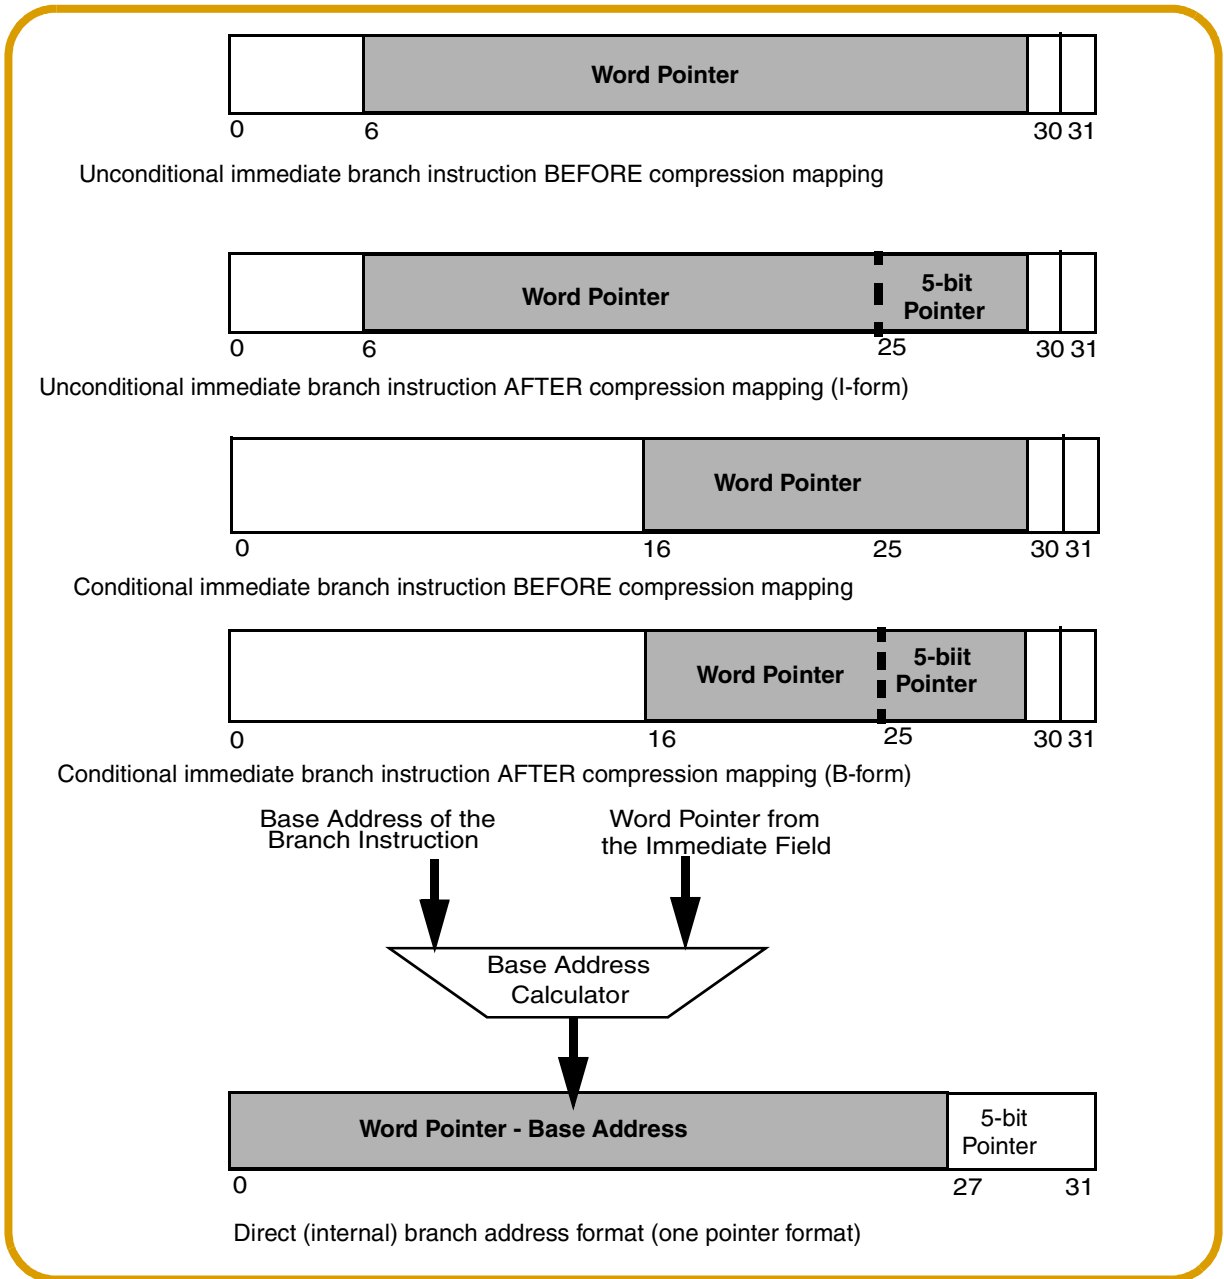 Word Pointer
0 6 30 31
Unconditional immediate branch instruction BEFORE compression mapping
Word Pointer
5-bit
Pointer
0 6 25 30 31
Unconditional immediate branch instruction AFTER compression mapping (I-form)
Word Pointer
0 16 25 30 31
Conditional immediate branch instruction BEFORE compression mapping
Word Pointer
5-biit
Pointer
0 16 25 30 31
Conditional immediate branch instruction AFTER compression mapping (B-form)
Base Address of the
Branch Instruction
Word Pointer from
the Immediate Field
Base Address
Calculator
Word Pointer - Base Address
5-bit
Pointer
0 27 31
Direct (internal) branch address format (one pointer format)